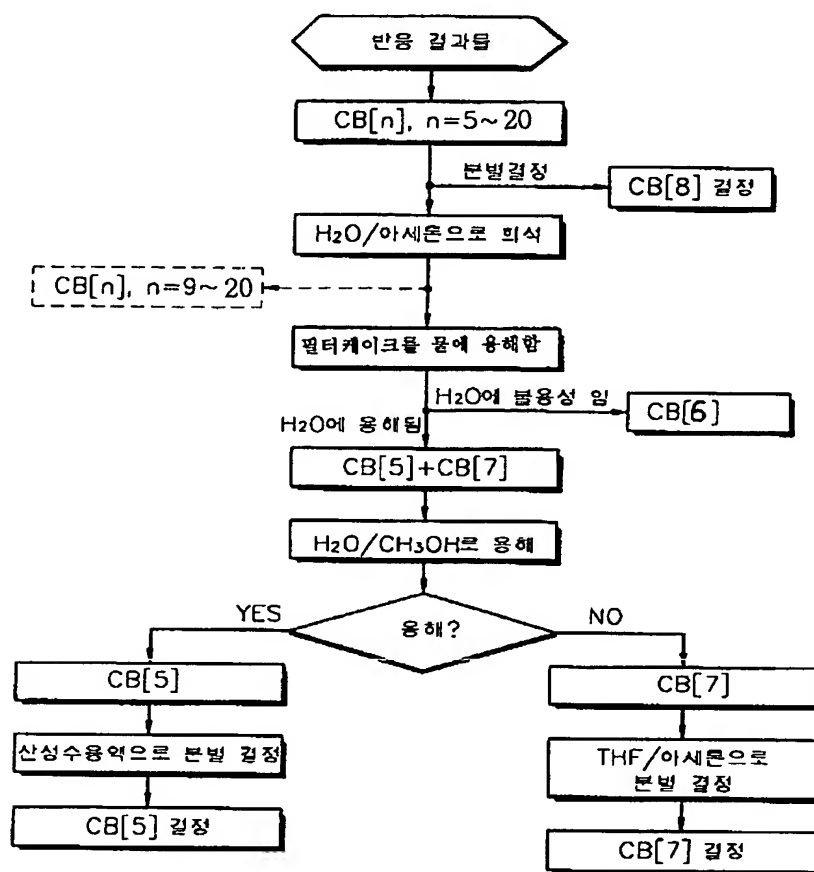 반응 결과물
CB[n], n=5~20
분별결정
CB[8] 결정
H₂O/아세톤으로 희석
CB[n], n=9~20
필터케이크를 물에 용해함
H₂O에 불용성 임
CB[6]
H₂O에 용해됨
CB[5]+CB[7]
H₂O/CH₃OH로 용해
YES
용해?
NO
CB[5]
CB[7]
산성수용액으로 분별 결정
THF/아세톤으로
분별 결정
CB[5] 결정
CB[7] 결정